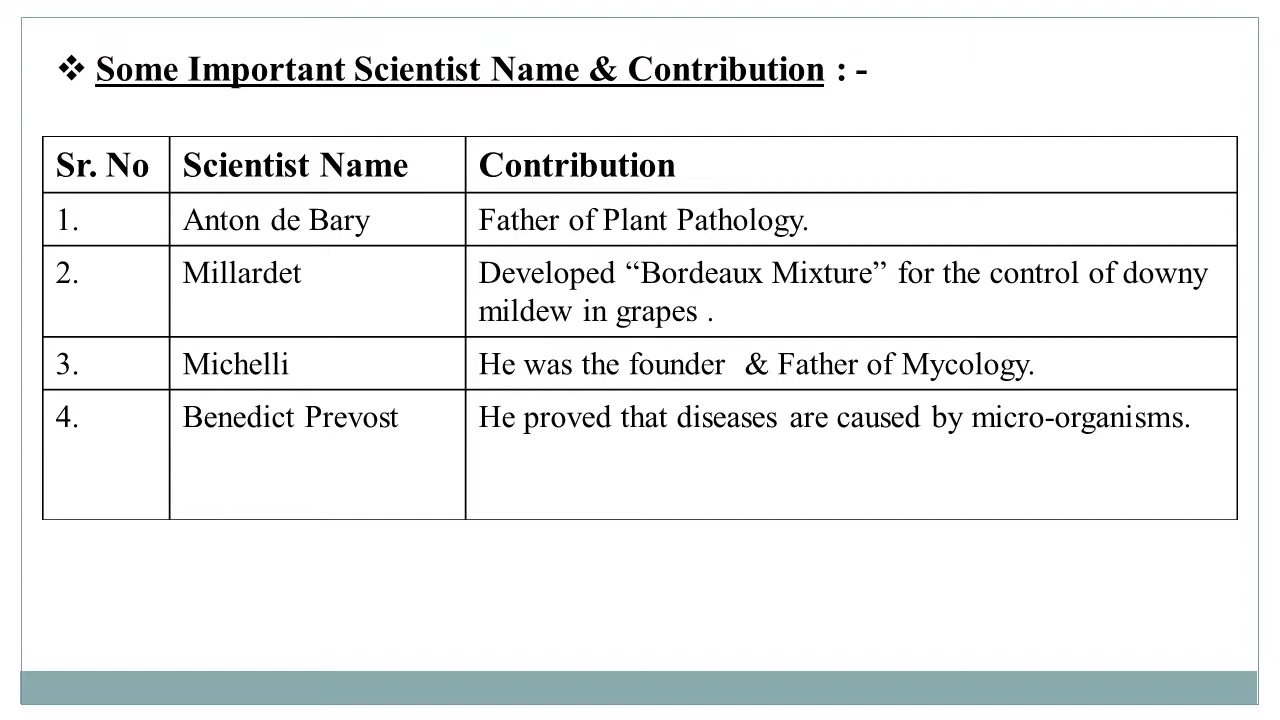 ❖ Some Important Scientist Name & Contribution : -
Sr. No Scientist Name Contribution
1. Anton de Bary Father of Plant Pathology.
2. Millardet Developed “Bordeaux Mixture” for the control of downy
mildew in grapes .
3. Michelli He was the founder & Father of Mycology.
4. Benedict Prevost He proved that diseases are caused by micro-organisms.